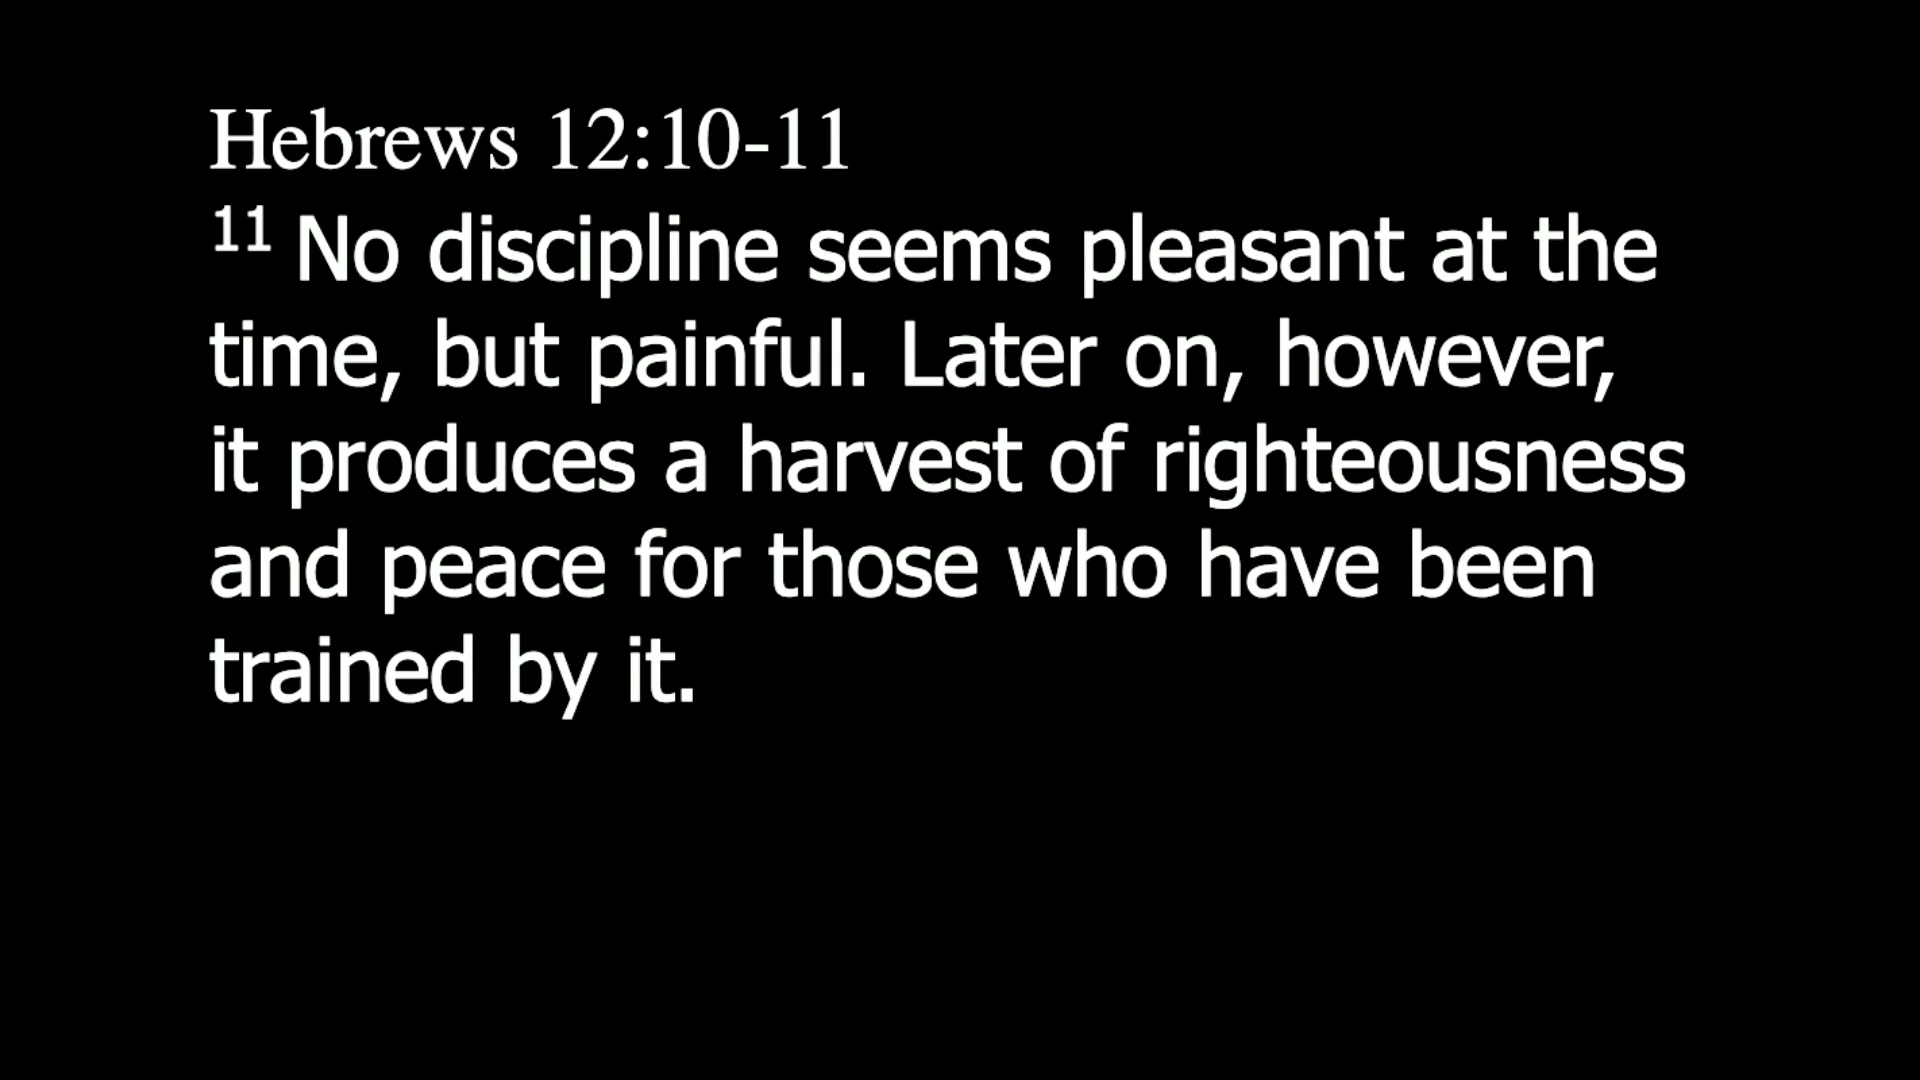 Hebrews 12:10-11
11 No discipline seems pleasant at the
time, but painful. Later on, however,
it produces a harvest of righteousness
and peace for those who have been
trained by it.